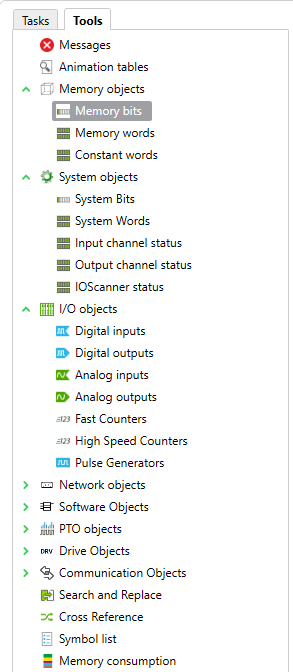 Tasks Tools
Messages
Animation tables
Memory objects
Memory bits
Memory words
Constant words
System objects
System Bits
System Words
Input channel status
Output channel status
IOScanner status
I/O objects
Digital inputs
Digital outputs
Analog inputs
Analog outputs
=123 Fast Counters
=123 High Speed Counters
Pulse Generators
Network objects
Software Objects
PTO objects
DRV Drive Objects
Communication Objects
Search and Replace
Cross Reference
Symbol list
Memory consumption